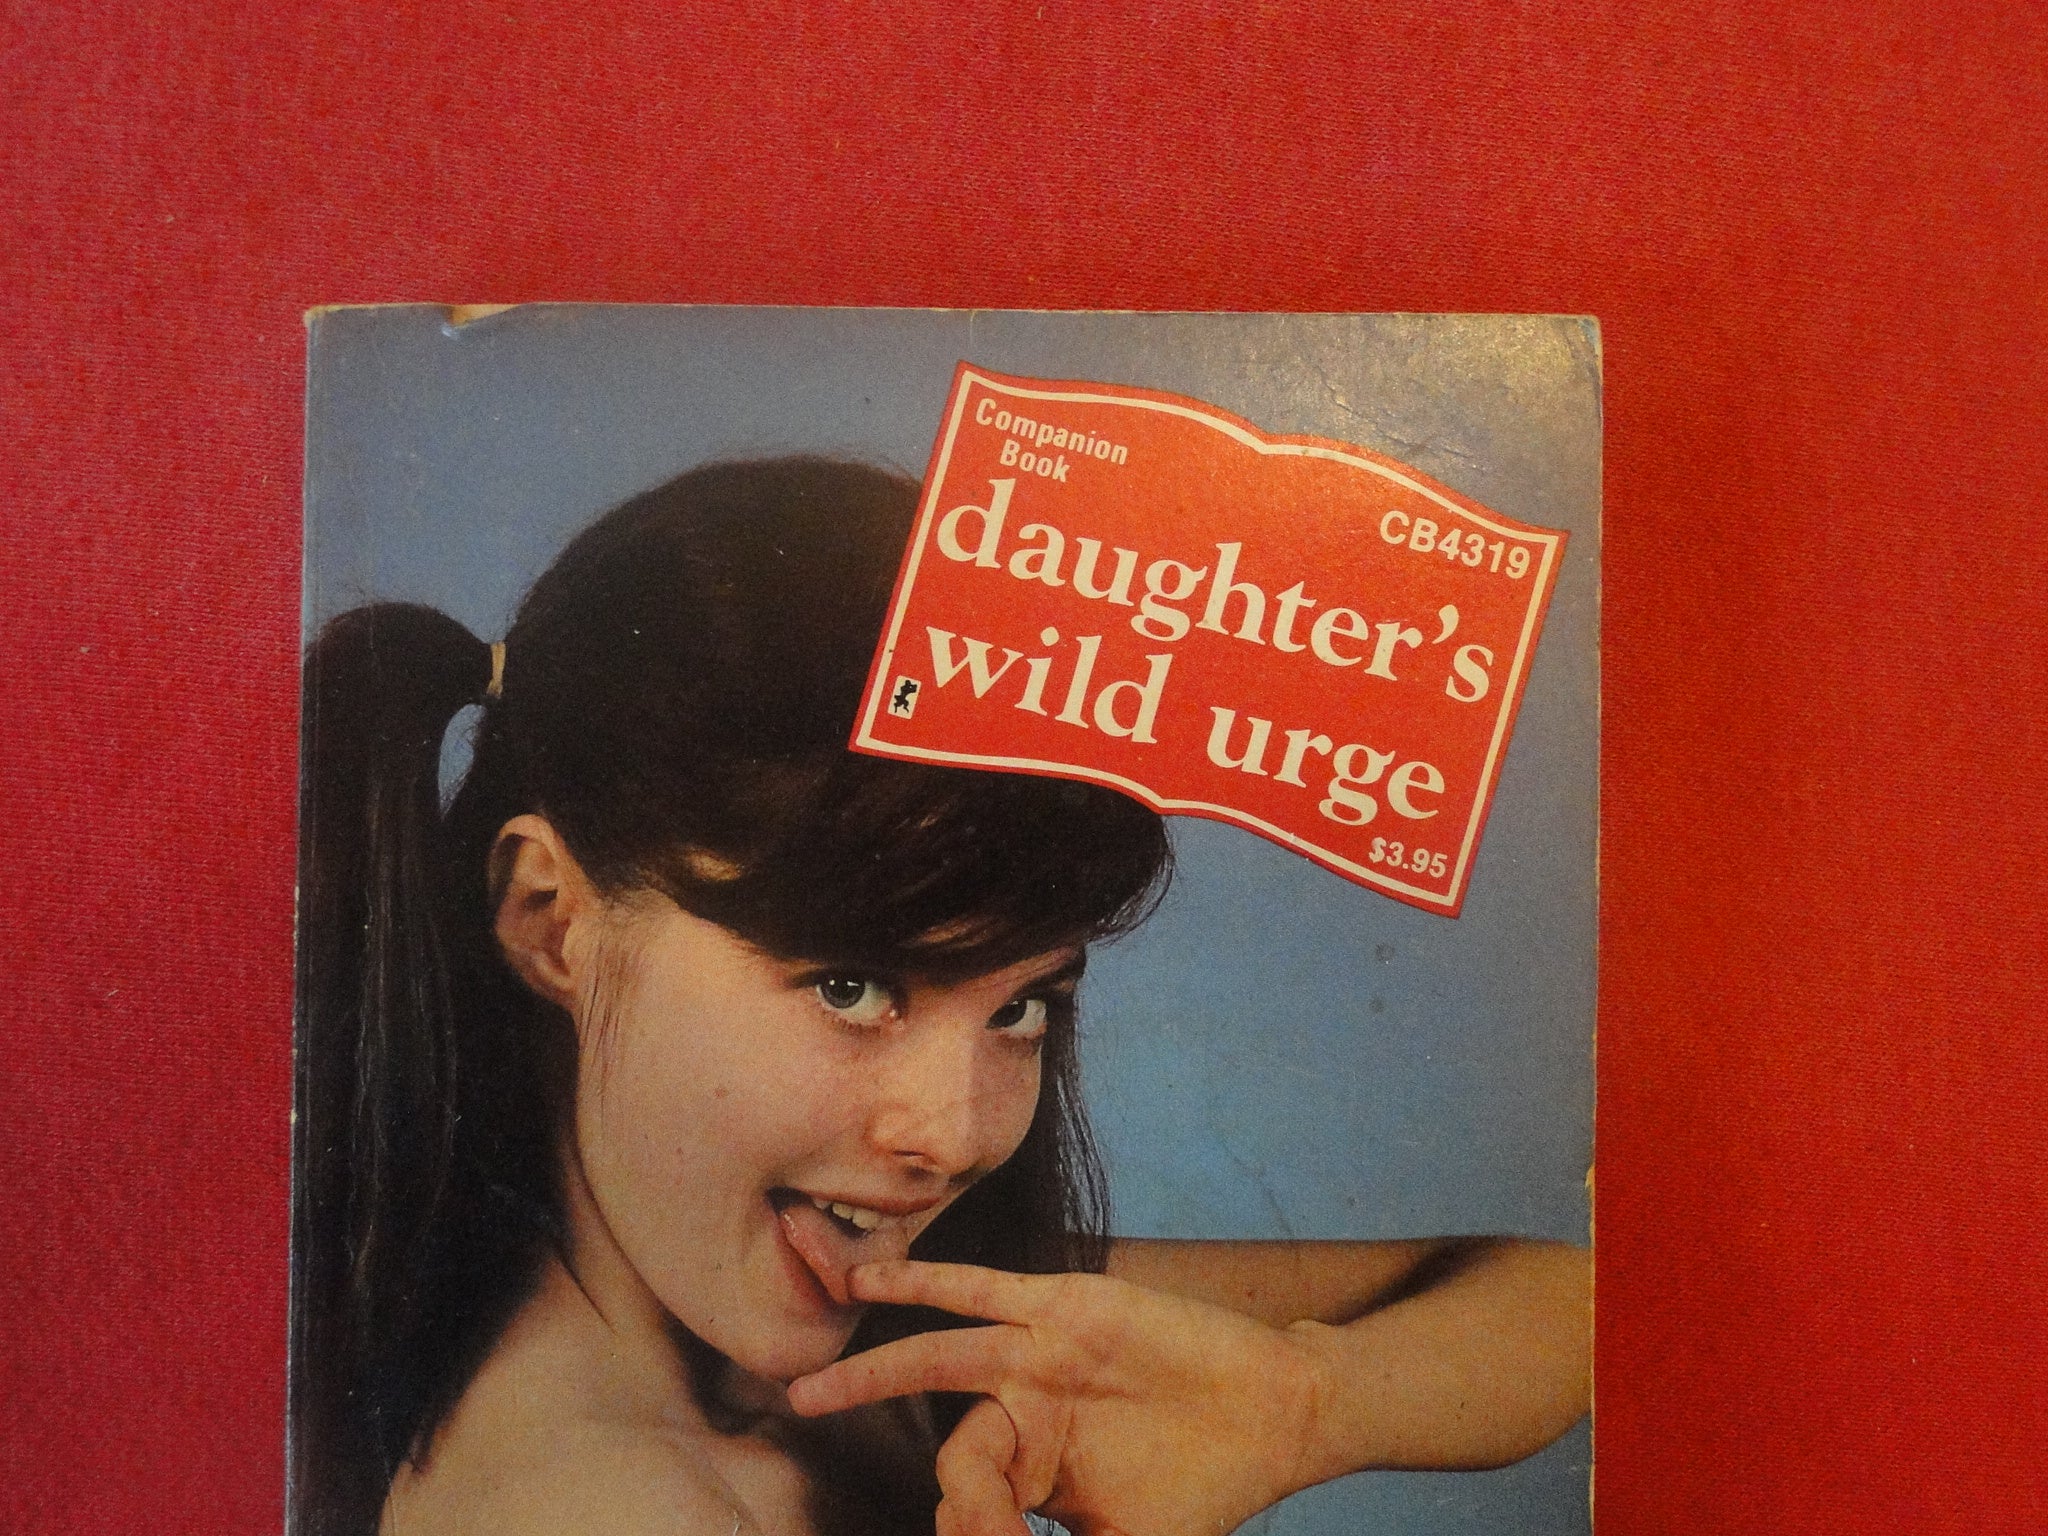 Companion
Book
CB4319
daughter's
wild urge
$3.95